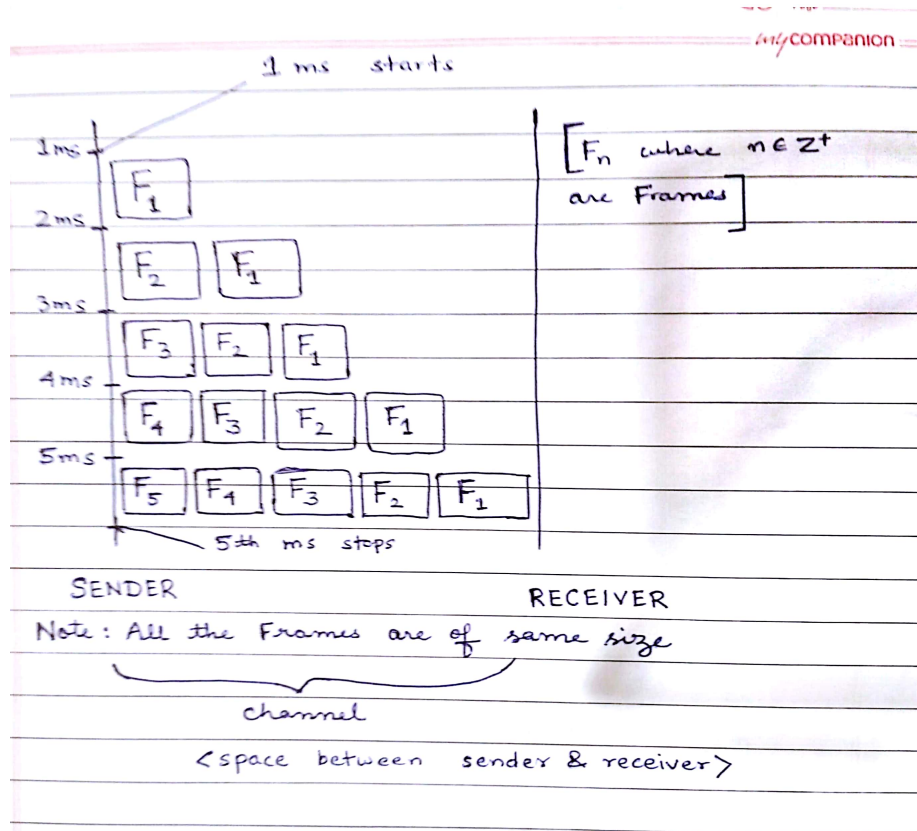 my companion
1 ms starts
1ms
[Fn where n ∈ Z+
are Frames]
F1
2ms
F2 F1
3ms
F3 F2 F1
4ms
F4 F3 F2 F1
5ms
F5 F4 F3 F2 F1
5th ms stops
SENDER
RECEIVER
Note : All the Frames are of same size
channel
<space between sender & receiver>